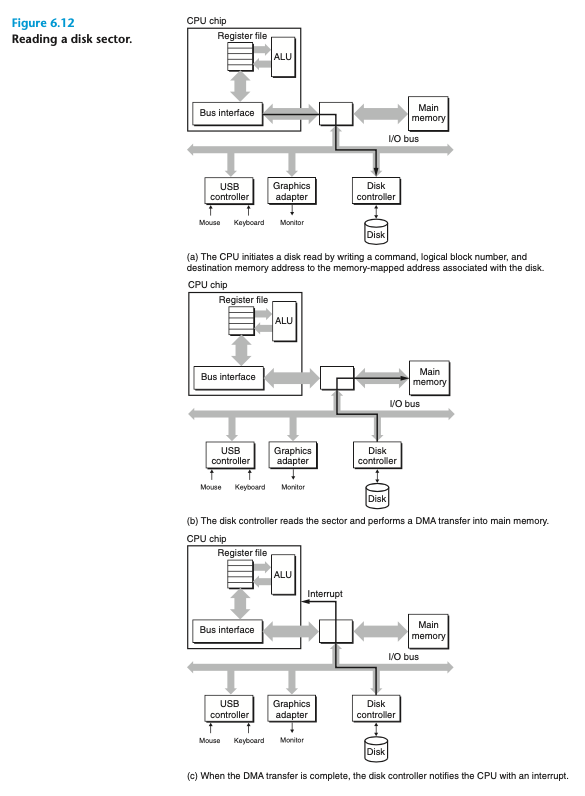 Figure 6.12
Reading a disk sector.
CPU chip
Register file
ALU
Bus interface
Main
memory
I/O bus
USB
controller
Graphics
adapter
Disk
controller
Mouse
Keyboard
Monitor
Disk
(a) The CPU initiates a disk read by writing a command, logical block number, and
destination memory address to the memory-mapped address associated with the disk.
CPU chip
Register file
ALU
Bus interface
Main
memory
I/O bus
USB
controller
Graphics
adapter
Disk
controller
Mouse
Keyboard
Monitor
Disk
(b) The disk controller reads the sector and performs a DMA transfer into main memory.
CPU chip
Register file
ALU
Interrupt
Bus interface
Main
memory
I/O bus
USB
controller
Graphics
adapter
Disk
controller
Mouse
Keyboard
Monitor
Disk
(c) When the DMA transfer is complete, the disk controller notifies the CPU with an interrupt.